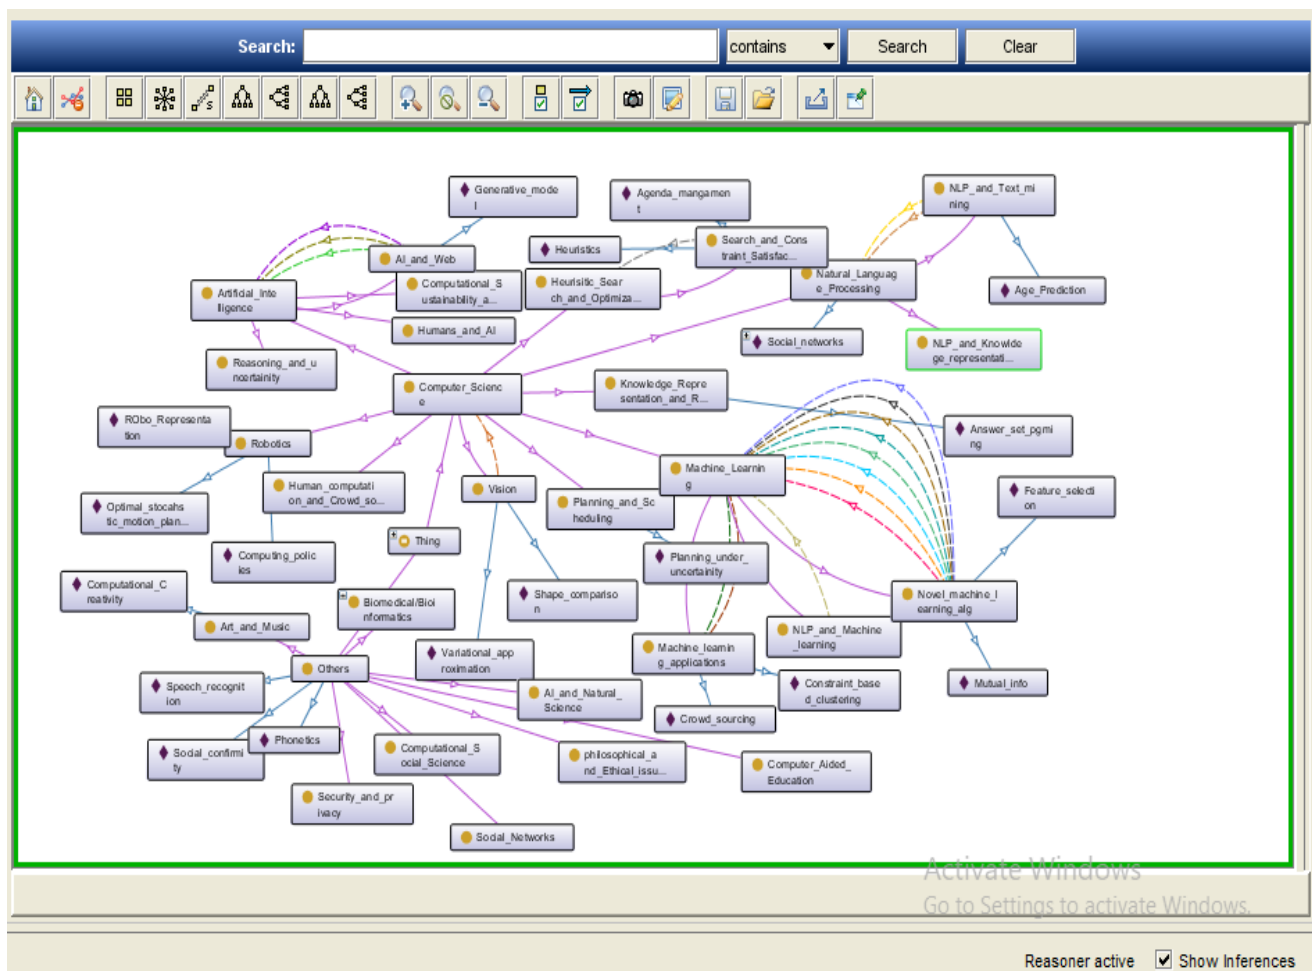 Search:
contains
Search
Clear
Generative_mode
l
Agenda_mangamen
t
NLP_and_Text_mi
ning
AI_and_Web
Heuristics
Search_and_Cons
traint_Satisfac...
Artificial_Inte
lligence
Computational_S
ustainability_a...
Heurisitic_Sear
ch_and_Optimiza...
Natural_Languag
e_Processing
Age_Prediction
Humans_and_AI
Social_networks
NLP_and_Knowlde
ge_representati...
Reasoning_and_u
ncertainity
Computer_Scienc
e
Knowledge_Repre
sentation_and_R...
RObo_Representa
tion
Robotics
Answer_set_pgmi
ng
Machine_Learnin
g
Human_computati
on_and_Crowd_so...
Vision
Planning_and_Sc
heduling
Feature_selecti
on
Optimal_stocahs
tic_motion_plan...
Thing
Computing_polic
ies
Planning_under_
uncertainity
Computational_C
reativity
Biomedical/Bioi
nformatics
Shape_compariso
n
Novel_machine_l
earning_alg
Art_and_Music
NLP_and_Machine
_learning
Others
Variational_app
roximation
Machine_learnin
g_applications
Speech_recognit
ion
AI_and_Natural_
Science
Constraint_base
d_clustering
Mutual_info
Crowd_sourcing
Social_confirmi
ty
Phonetics
Computational_S
ocial_Science
philosophical_a
nd_Ethical_issu...
Computer_Aided_
Education
Security_and_pr
ivacy
Social_Networks
Activate Windows
Go to Settings to activate Windows.
Reasoner active
Show Inferences